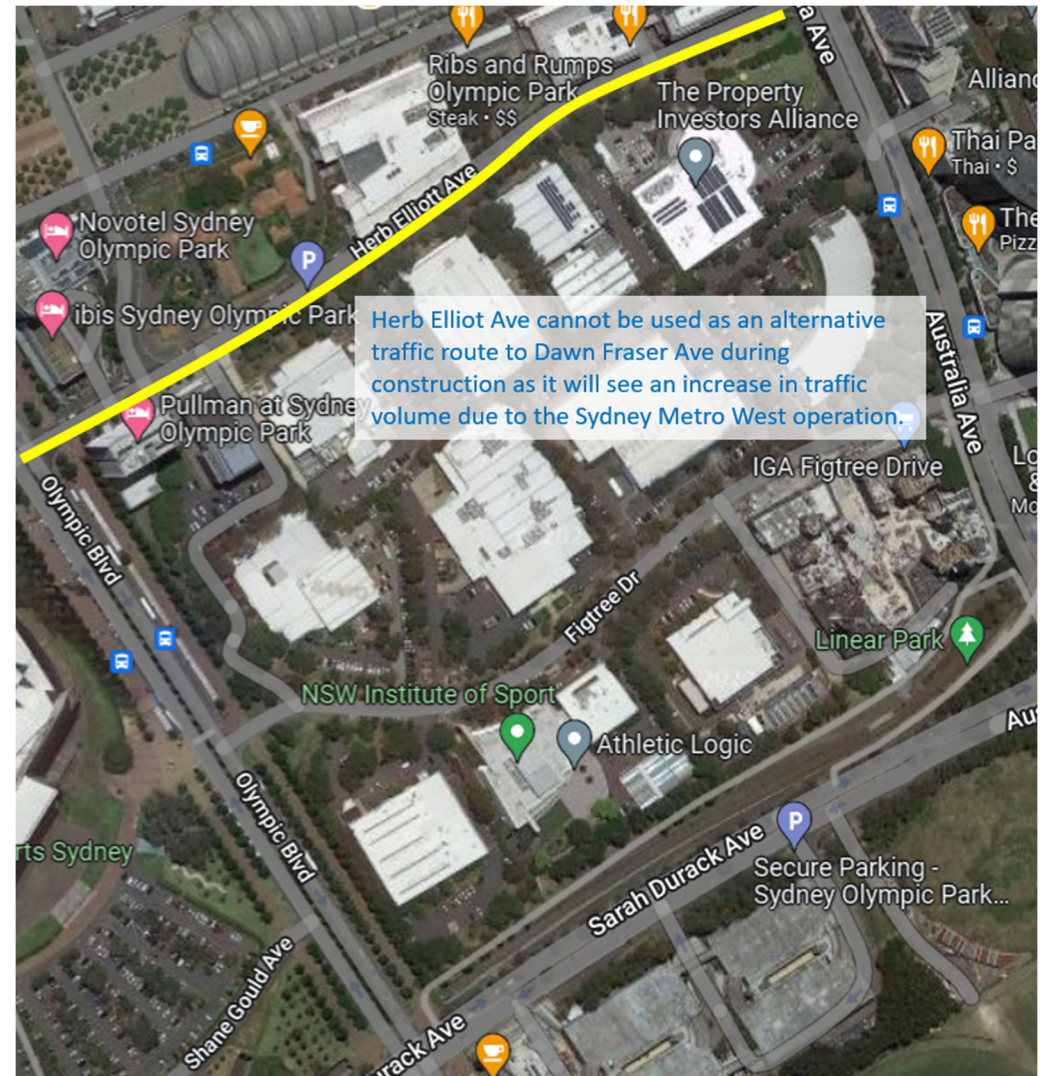 a Ave
Ribs and Rumps
Olympic Park
Steak • $$
The Property
Investors Alliance
Allianc
Thai Pa
Thai • $
Novotel Sydney
Olympic Park
Herb Elliott Ave
P
The
Pizz
ibis Sydney Olympic Park
Herb Elliot Ave cannot be used as an alternative
traffic route to Dawn Fraser Ave during
construction as it will see an increase in traffic
volume due to the Sydney Metro West operation.
Australia Ave
Pullman at Sydney
Olympic Park
IGA Figtree Drive
Lo
&
Mo
Olympic Blvd
Figtree Dr
Linear Park
NSW Institute of Sport
Athletic Logic
Au
Olympic Blvd
P
rts Sydney
Sarah Durack Ave
Secure Parking -
Sydney Olympic Park...
Shane Gould Ave
urack Ave